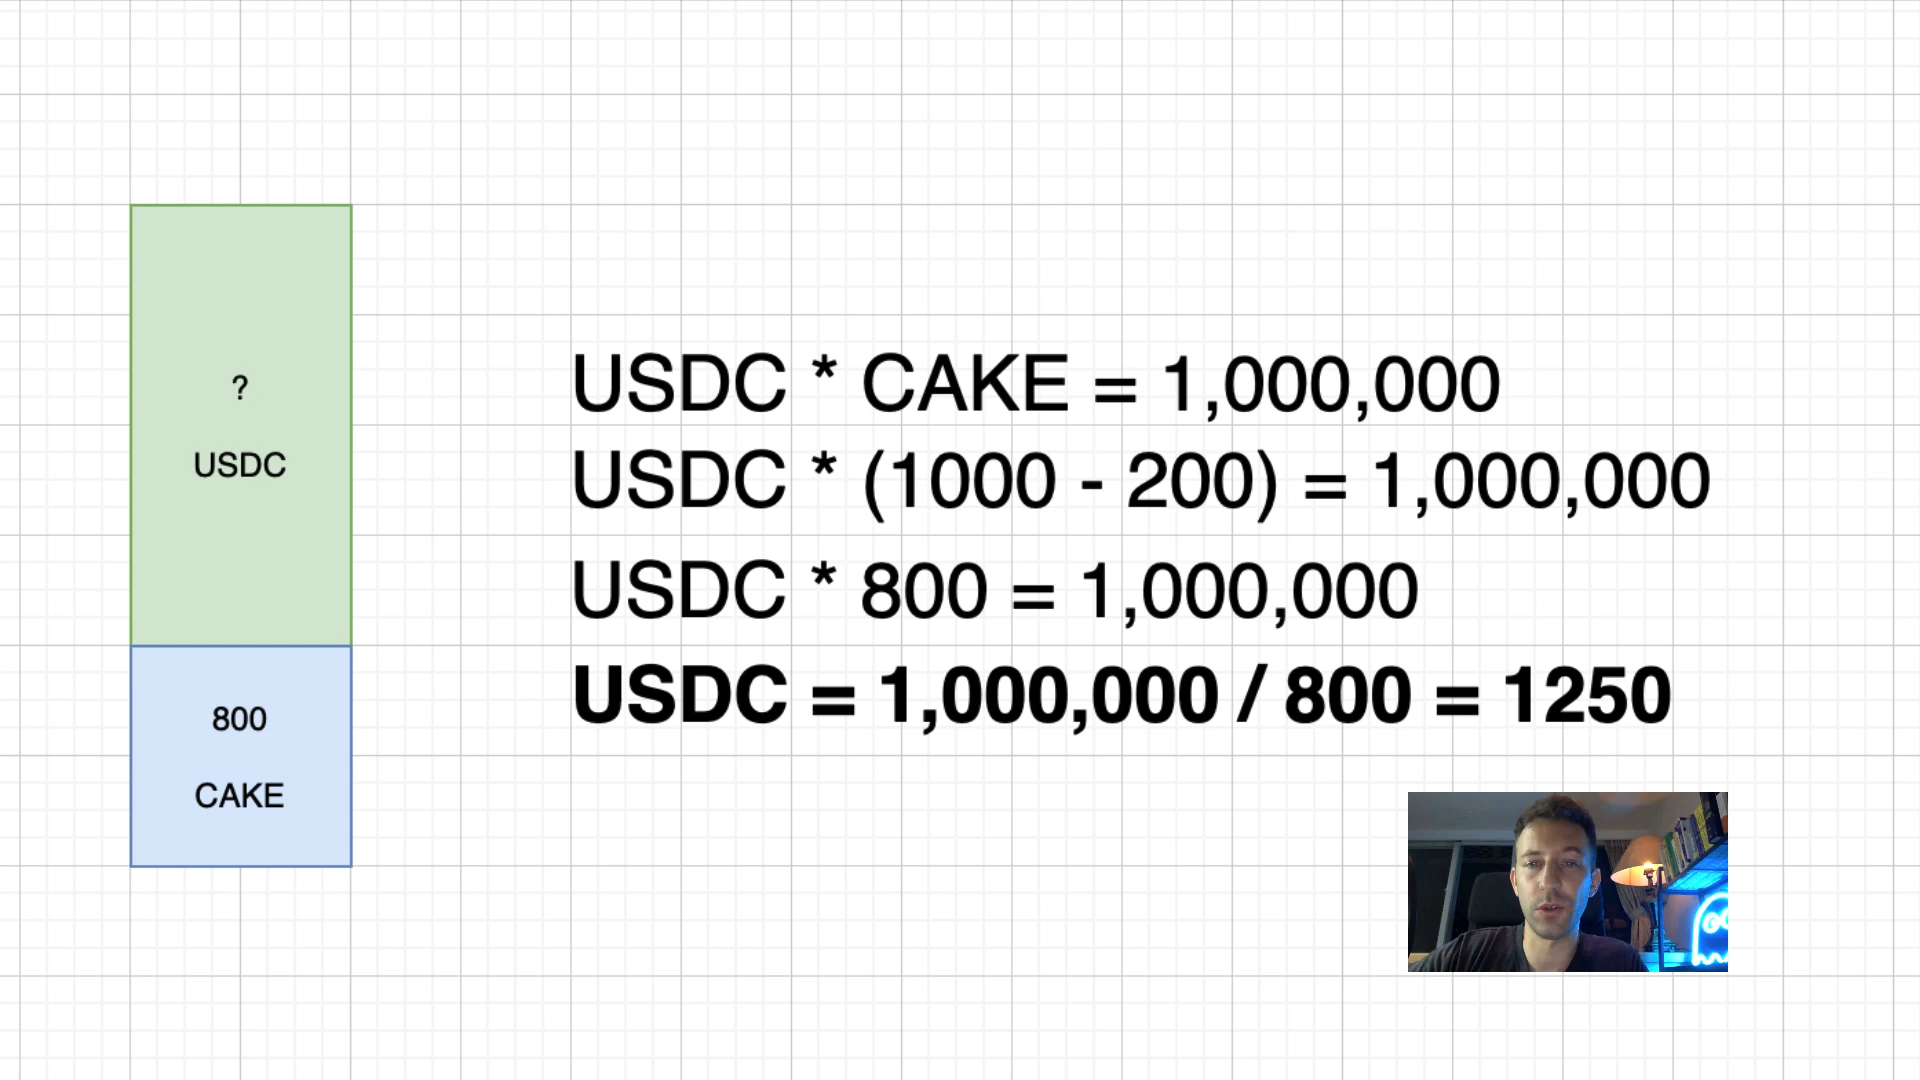 ?
USDC
800
CAKE
USDC * CAKE = 1,000,000
USDC * (1000 - 200) = 1,000,000
USDC * 800 = 1,000,000
USDC = 1,000,000 / 800 = 1250